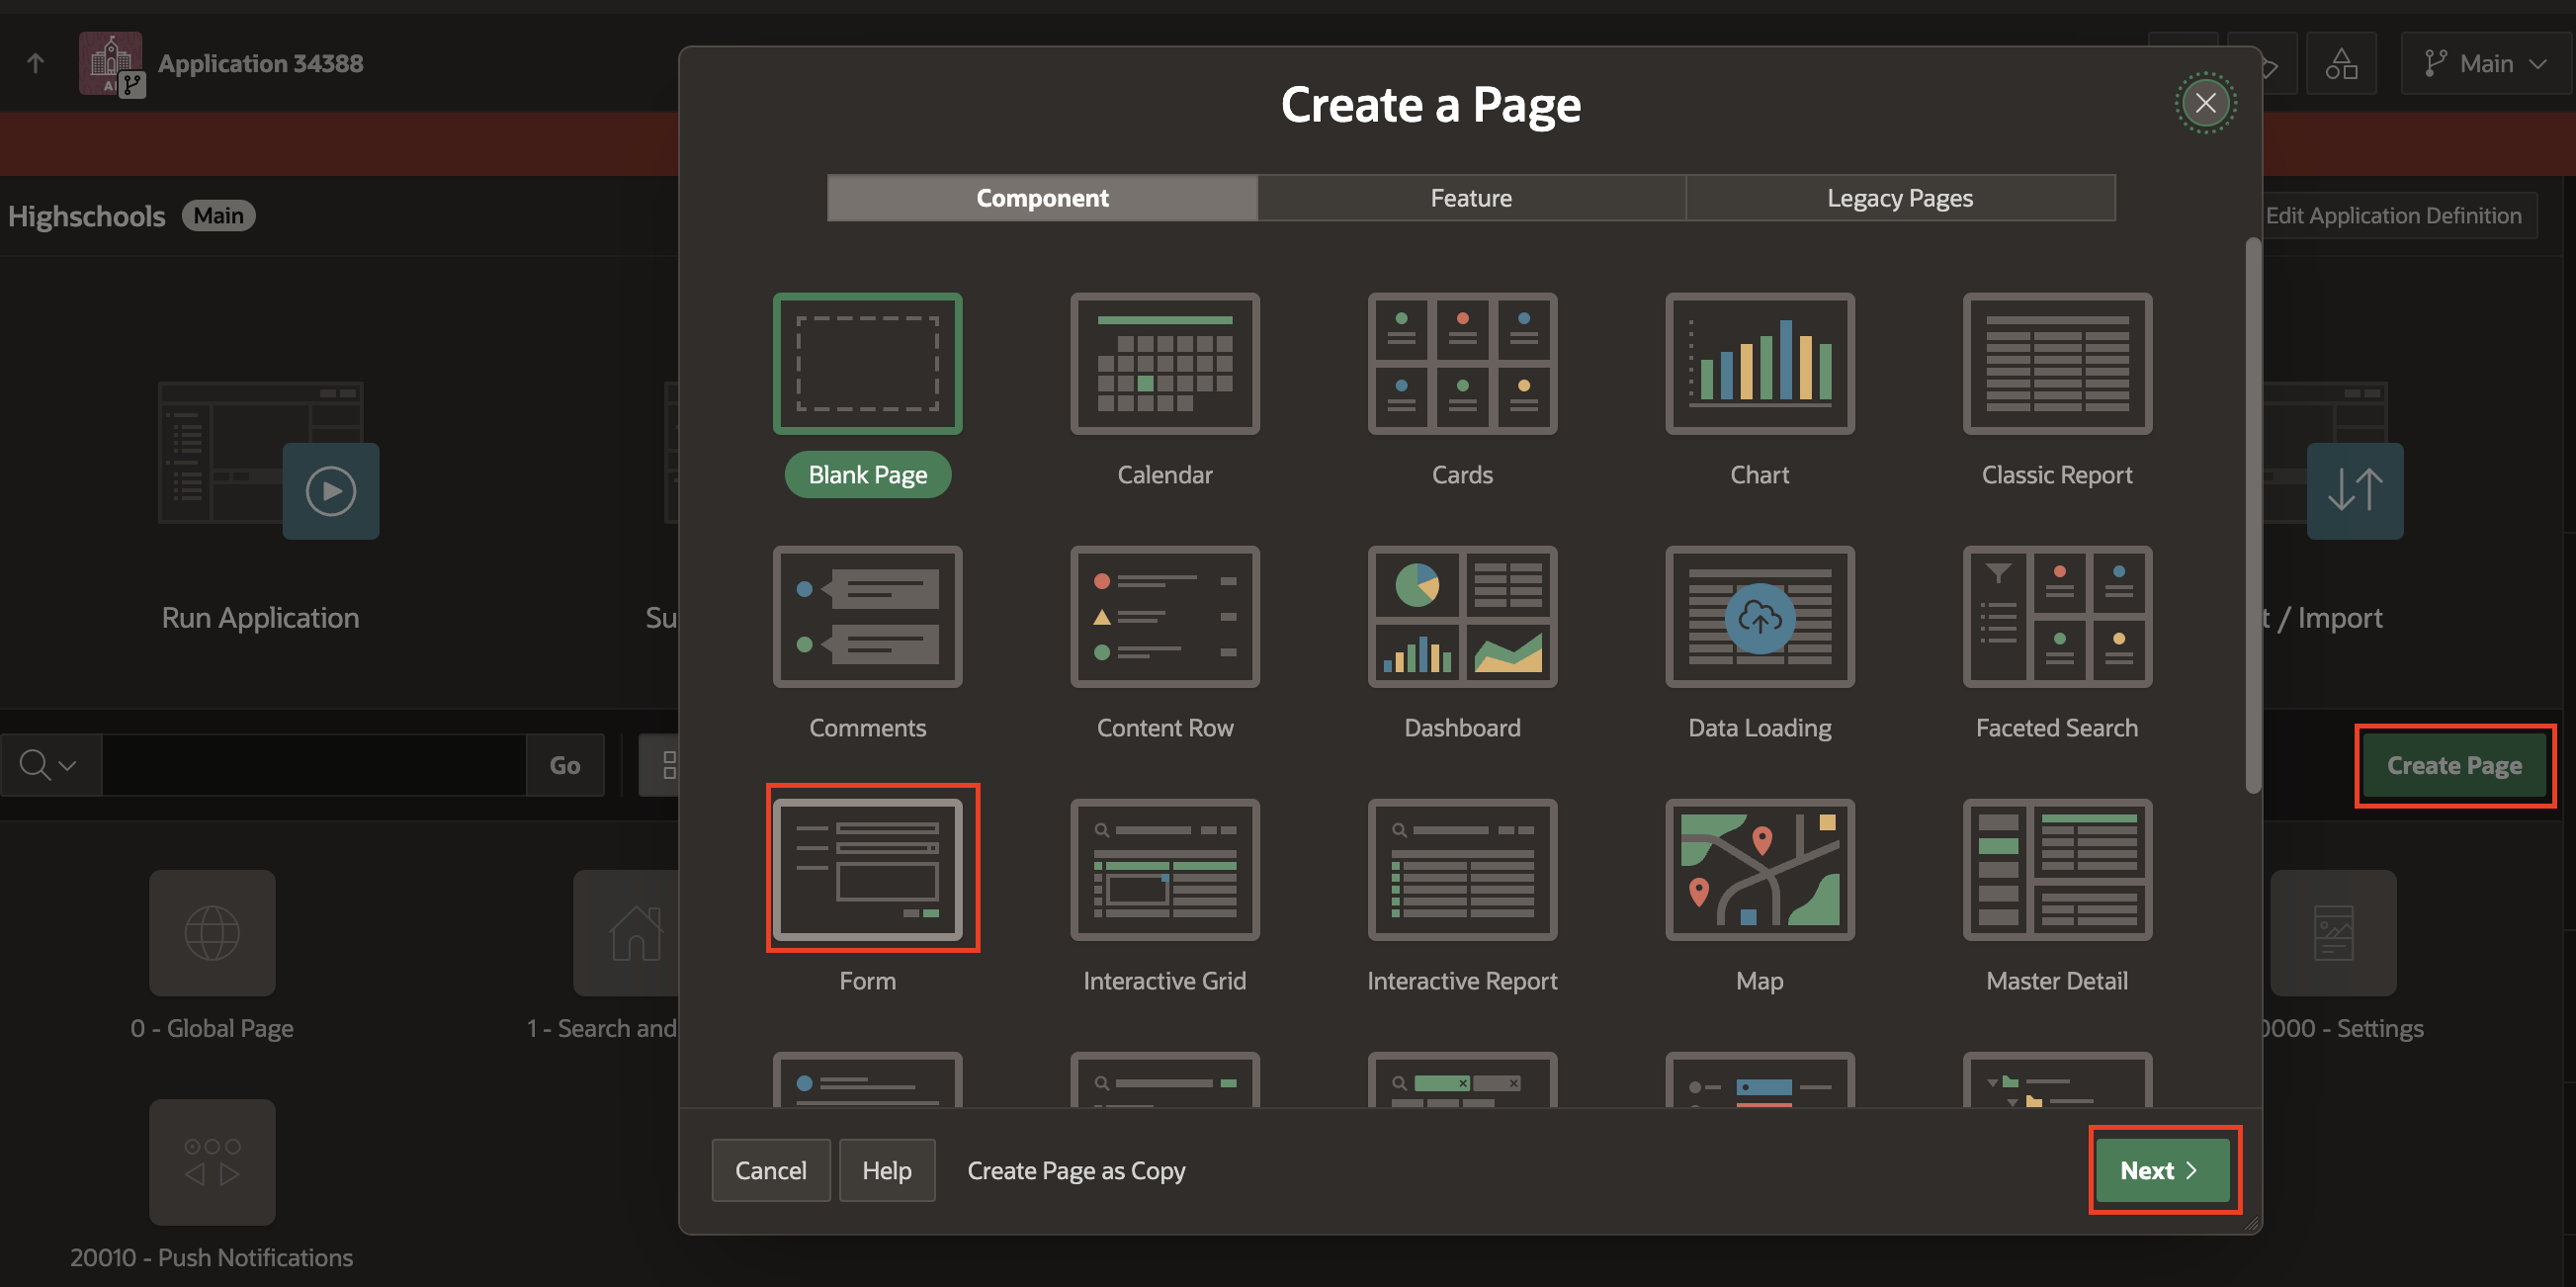 Application 34388
Main
Create a Page
Component
Feature
Legacy Pages
Highschools
Main
Edit Application Definition
Blank Page
Calendar
Cards
Chart
Classic Report
Run Application
Su
t / Import
Comments
Content Row
Dashboard
Data Loading
Faceted Search
Go
Create Page
Form
Interactive Grid
Interactive Report
Map
Master Detail
0 - Global Page
1 - Search and
0000 - Settings
Cancel
Help
Create Page as Copy
Next
20010 - Push Notifications